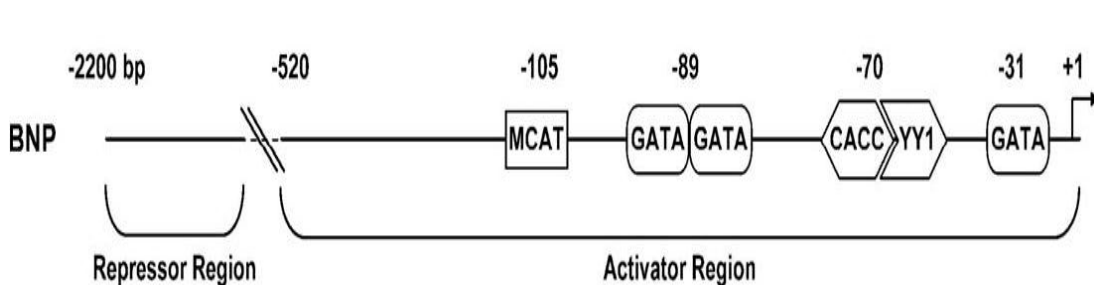 -2200 bp -520 -105 -89 -70 -31 +1
BNP MCAT GATA GATA CACC YY1 GATA
Repressor Region Activator Region